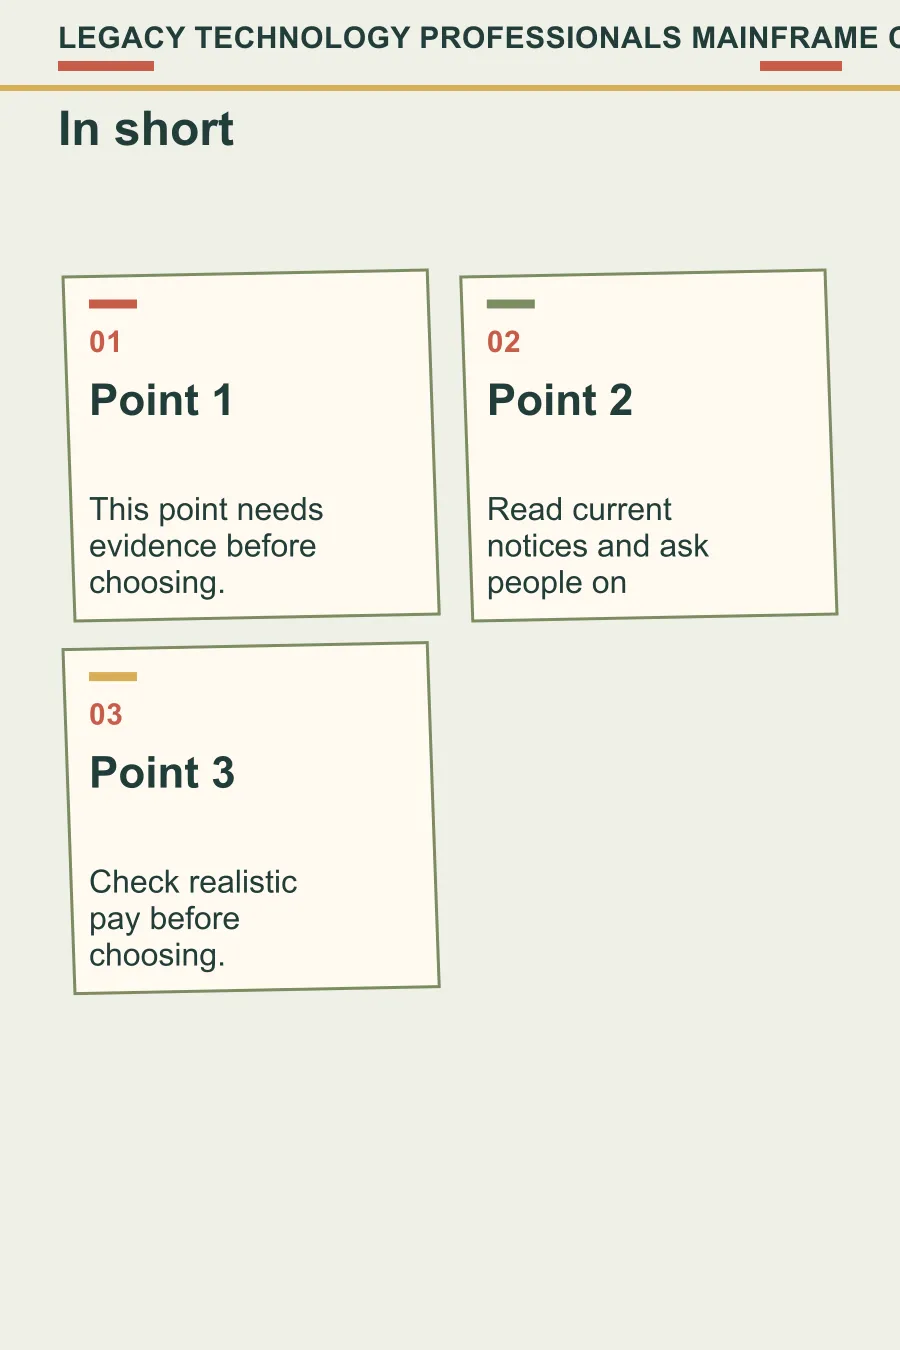 LEGACY TECHNOLOGY PROFESSIONALS MAINFRAME
In short
01
Point 1
This point needs
evidence before
choosing.
02
Point 2
Read current
notices and ask
people on
03
Point 3
Check realistic
pay before
choosing.